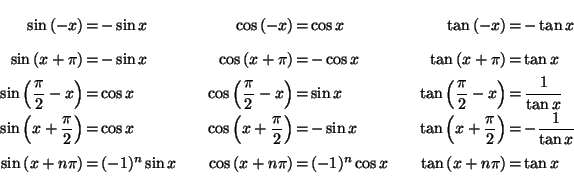 sin (−x) = − sin x cos (−x) = cos x tan (−x) = − tan x
sin (x + π) = − sin x cos (x + π) = − cos x tan (x + π) = tan x
sin (π/2 − x) = cos x cos (π/2 − x) = sin x tan (π/2 − x) = 1/tan x
sin (x + π/2) = cos x cos (x + π/2) = − sin x tan (x + π/2) = −1/tan x
sin (x + nπ) = (−1)ⁿ sin x cos (x + nπ) = (−1)ⁿ cos x tan (x + nπ) = tan x